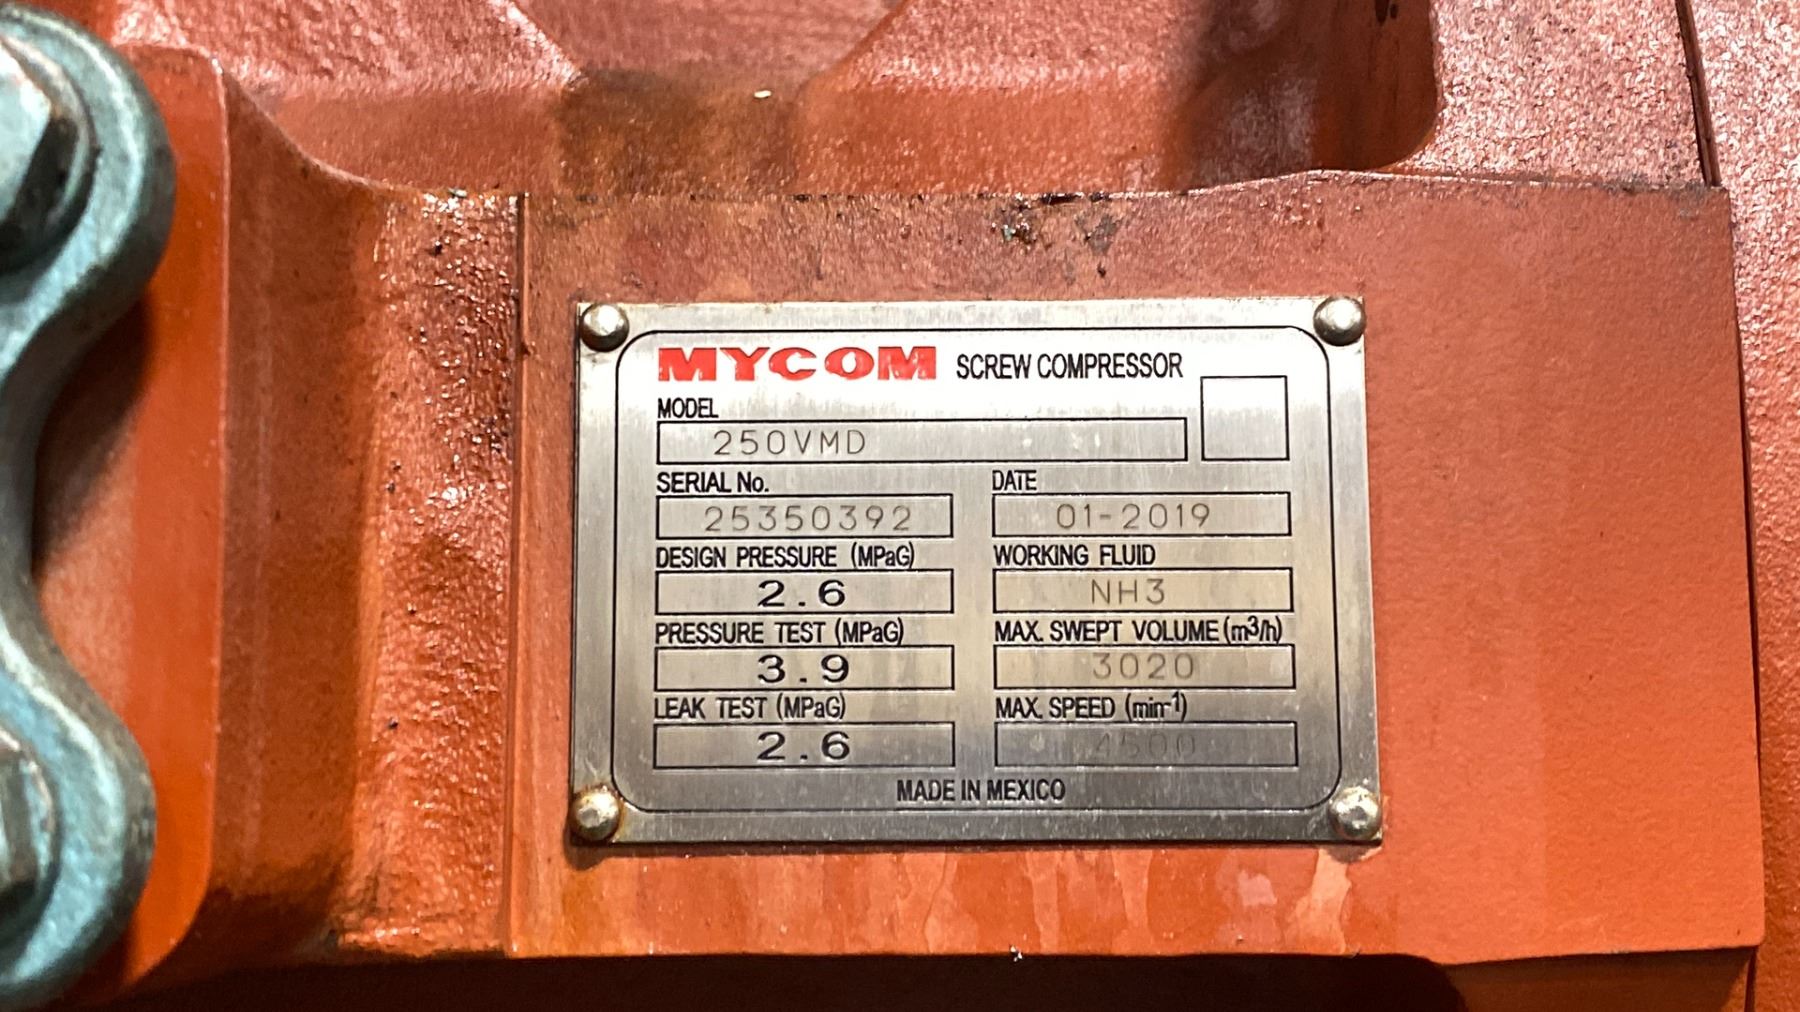 MYCOM SCREW COMPRESSOR
MODEL
250VMD
SERIAL No. DATE
25350392 01-2019
DESIGN PRESSURE (MPaG) WORKING FLUID
2.6 NH3
PRESSURE TEST (MPaG) MAX. SWEPT VOLUME (m³/h)
3.9 3020
LEAK TEST (MPaG) MAX. SPEED (min-¹)
2.6 4500
MADE IN MEXICO